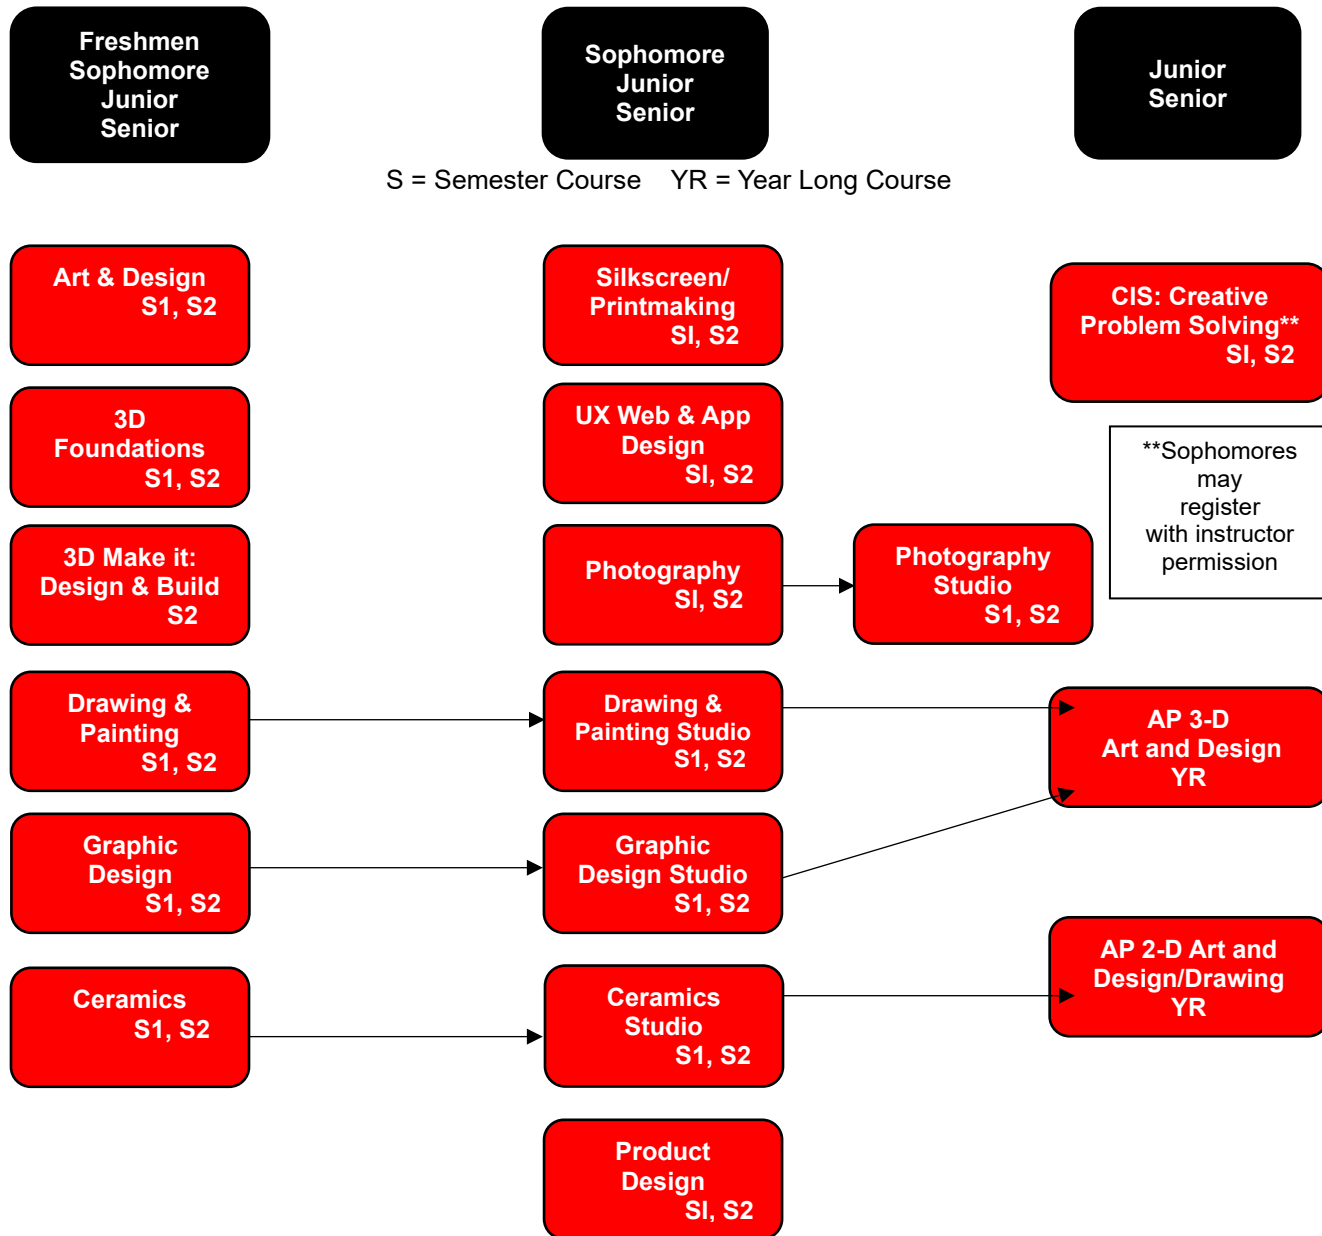 Freshmen
Sophomore
Junior
Senior
Sophomore
Junior
Senior
Junior
Senior
S = Semester Course    YR = Year Long Course
Art & Design
S1, S2
Silkscreen/
Printmaking
SI, S2
CIS: Creative
Problem Solving**
SI, S2
3D
Foundations
S1, S2
UX Web & App
Design
SI, S2
**Sophomores
may
register
with instructor
permission
3D Make it:
Design & Build
S2
Photography
SI, S2
Photography
Studio
S1, S2
Drawing &
Painting
S1, S2
Drawing &
Painting Studio
S1, S2
AP 3-D
Art and Design
YR
Graphic
Design
S1, S2
Graphic
Design Studio
S1, S2
AP 2-D Art and
Design/Drawing
YR
Ceramics
S1, S2
Ceramics
Studio
S1, S2
Product
Design
SI, S2